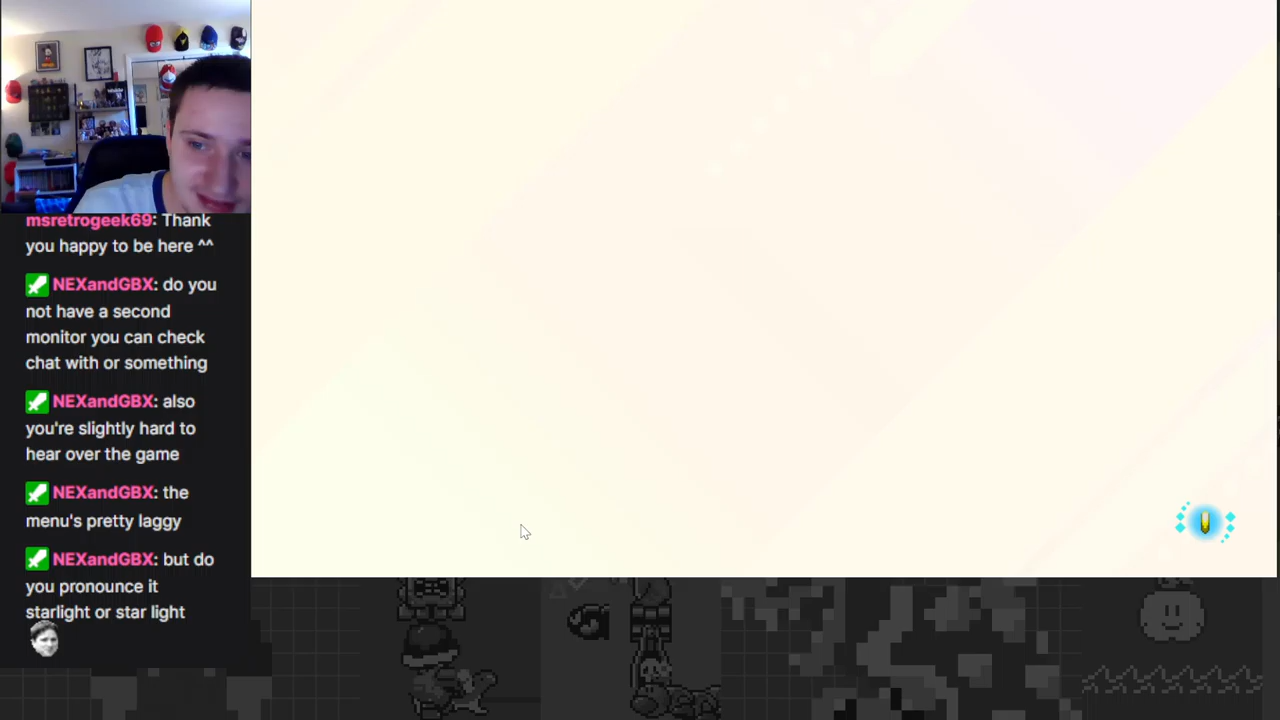 msretrogeek69: Thank
you happy to be here ^^
NEXandGBX: do you
not have a second
monitor you can check
chat with or something
NEXandGBX: also
you're slightly hard to
hear over the game
NEXandGBX: the
menu's pretty laggy
NEXandGBX: but do
you pronounce it
starlight or star light